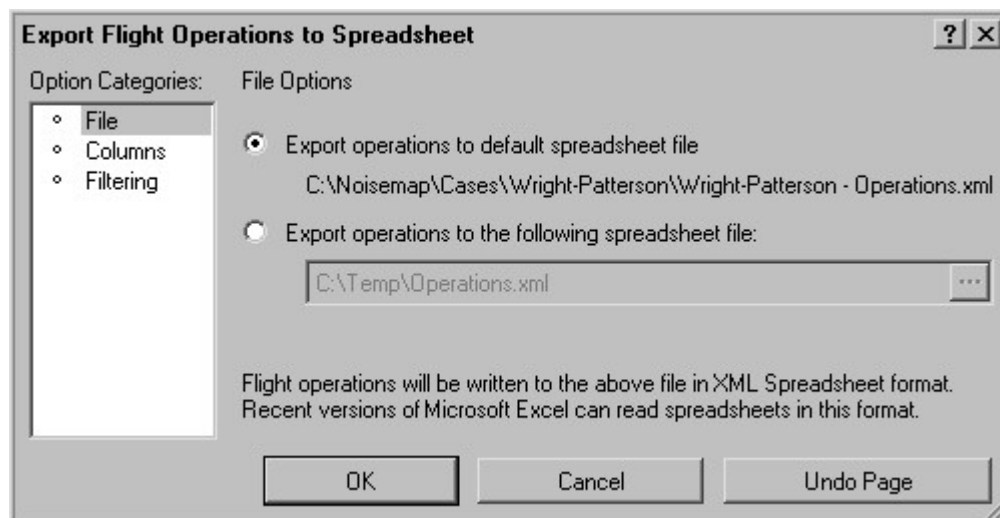 Export Flight Operations to Spreadsheet
Option Categories:
File
Columns
Filtering
File Options
Export operations to default spreadsheet file
C:\Noisemap\Cases\Wright-Patterson\Wright-Patterson - Operations.xml
Export operations to the following spreadsheet file:
C:\Temp\Operations.xml
...
Flight operations will be written to the above file in XML Spreadsheet format.
Recent versions of Microsoft Excel can read spreadsheets in this format.
OK
Cancel
Undo Page